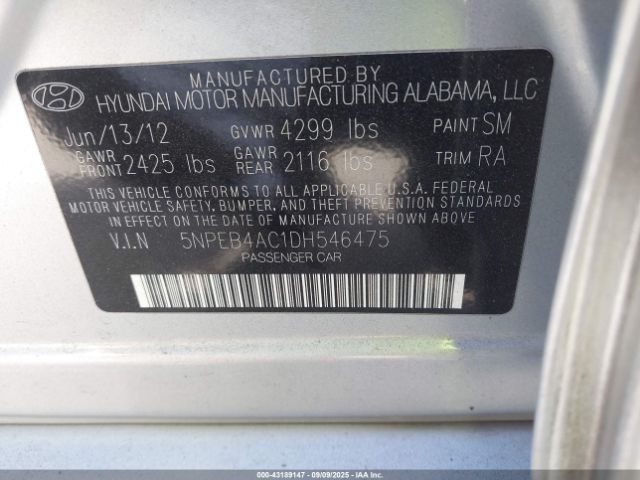 MANUFACTURED BY
HYUNDAI MOTOR MANUFACTURING ALABAMA, LLC
Jun/13/12 GVWR 4299 lbs PAINT SM
GAWR FRONT 2425 lbs GAWR REAR 2116 lbs TRIM RA
THIS VEHICLE CONFORMS TO ALL APPLICABLE U.S.A. FEDERAL
MOTOR VEHICLE SAFETY, BUMPER, AND THEFT PREVENTION STANDARDS
IN EFFECT ON THE DATE OF MANUFACTURE SHOWN ABOVE.
V.I.N 5NPEB4AC1DH546475
PASSENGER CAR
000-43189147 - 09/09/2025 - IAAI.COM